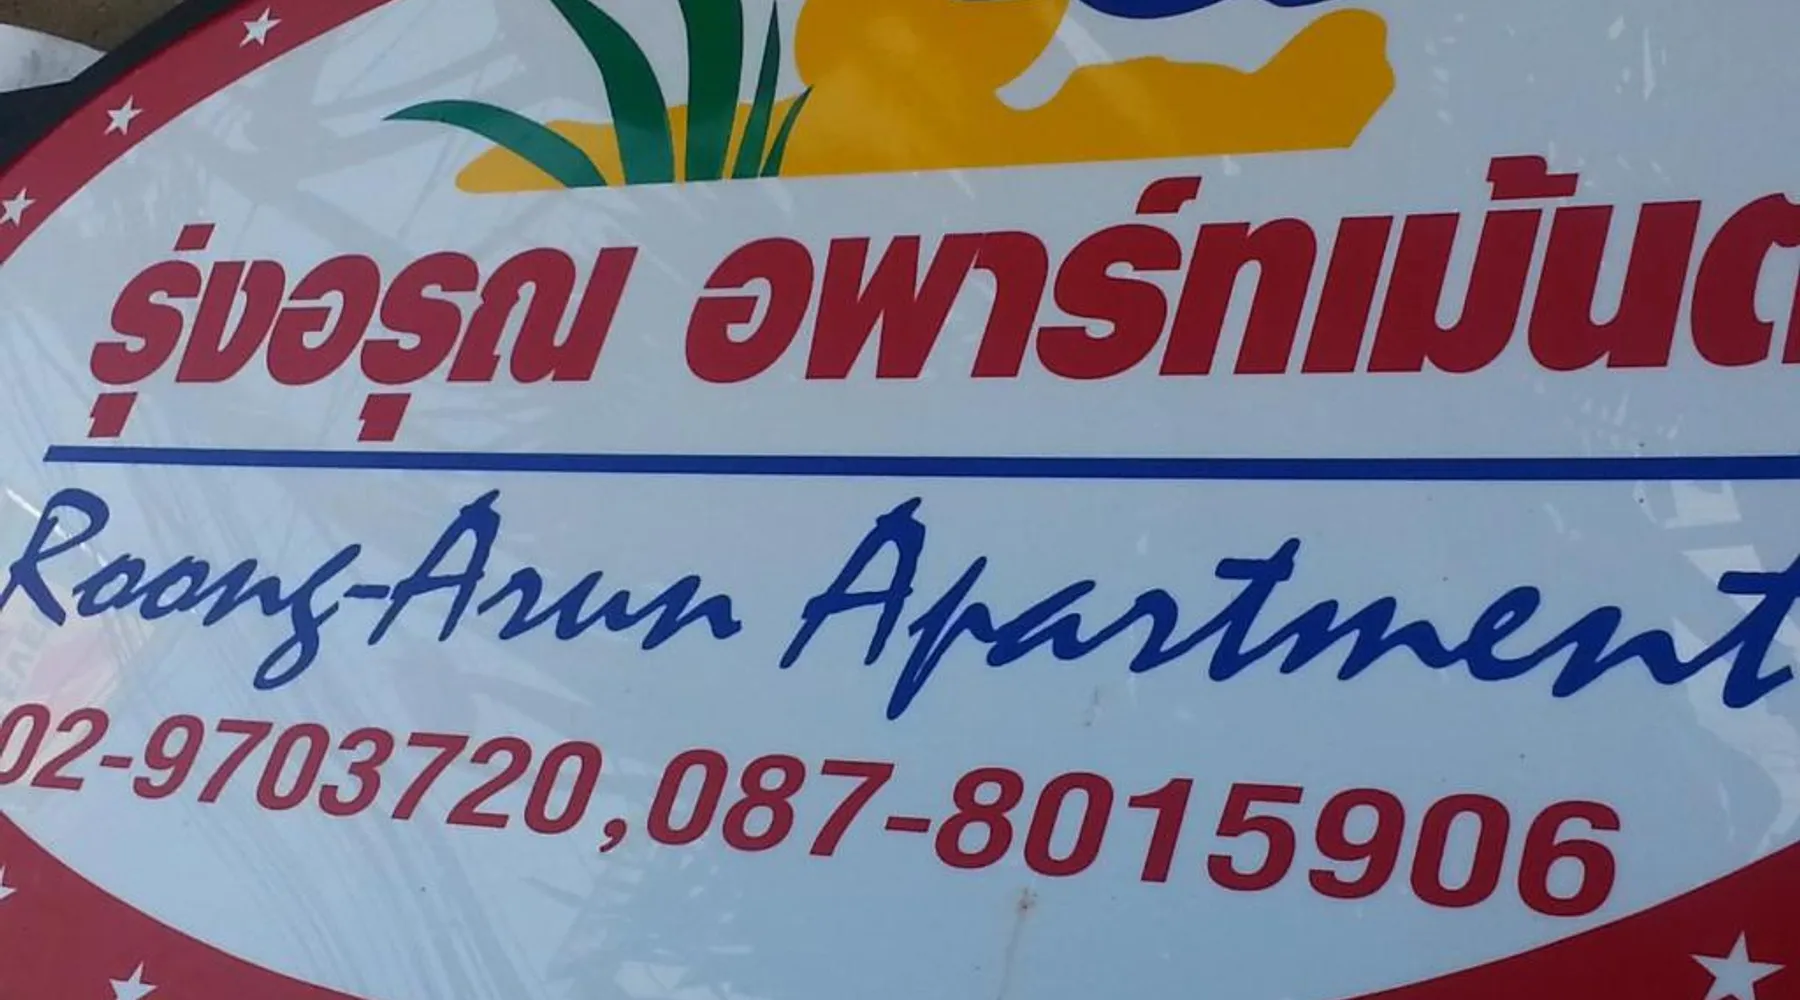 รุ่งอรุณ อพาร์ทเม้นต
Roong-Arun Apartment
02-9703720,087-8015906